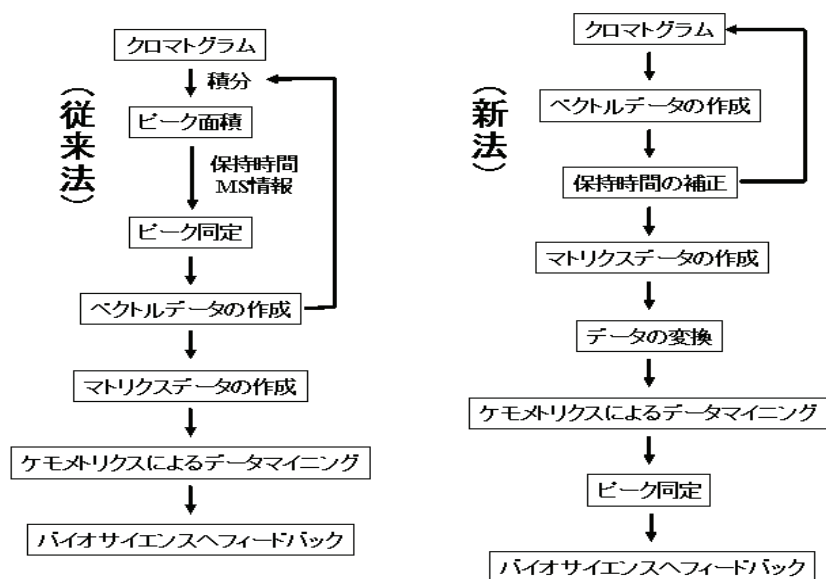 (従来法)
クロマトグラム
積分
ピーク面積
保持時間
MS情報
ピーク同定
ベクトルデータの作成
マトリクスデータの作成
ケモメトリクスによるデータマイニング
バイオサイエンスへフィードバック
(新法)
クロマトグラム
ベクトルデータの作成
保持時間の補正
マトリクスデータの作成
データの変換
ケモメトリクスによるデータマイニング
ピーク同定
バイオサイエンスへフィードバック